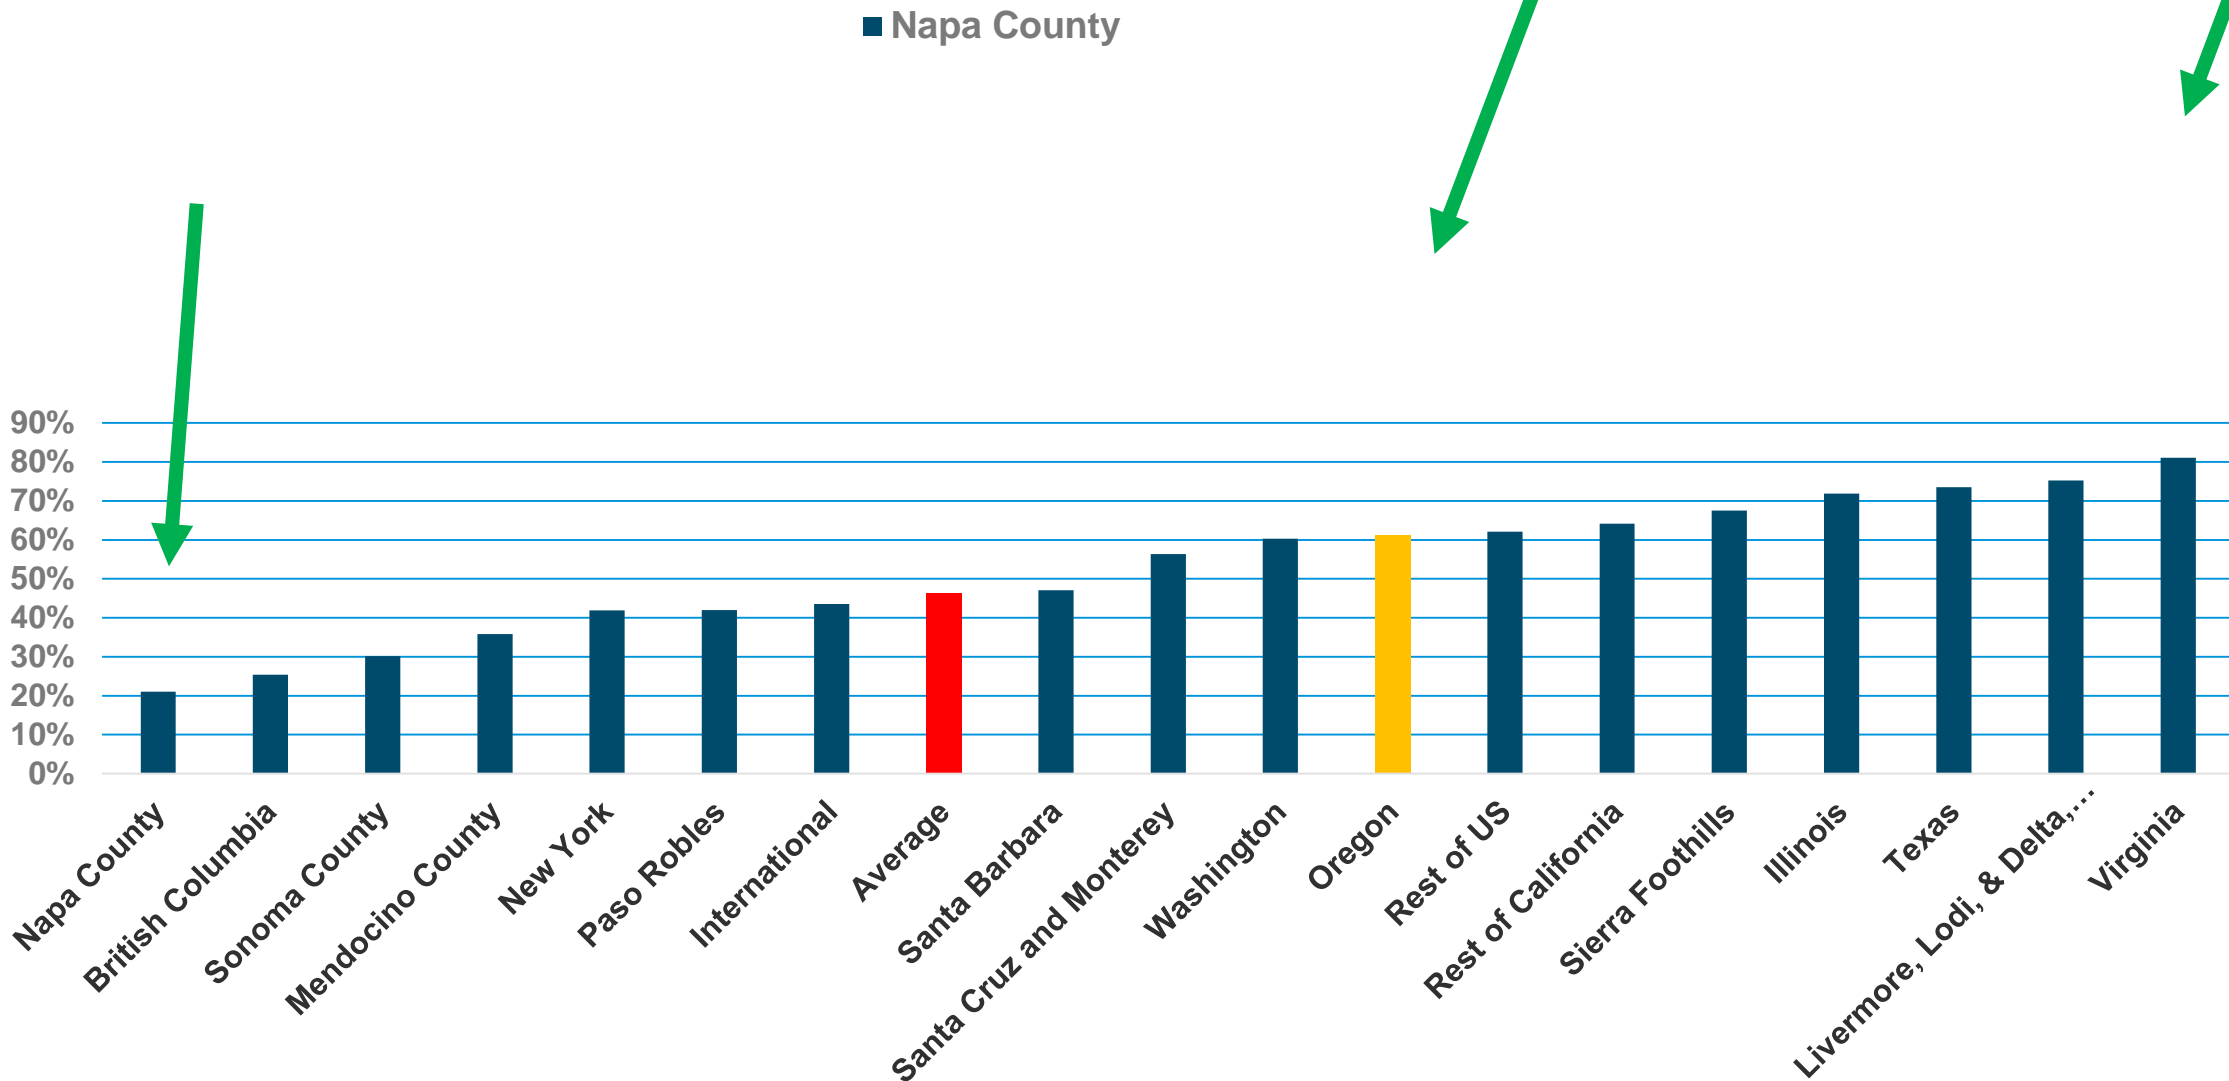 Napa County
90%
80%
70%
60%
50%
40%
30%
20%
10%
0%
Napa County
British Columbia
Sonoma County
Mendocino County
New York
Paso Robles
International
Average
Santa Barbara
Santa Cruz and Monterey
Washington
Oregon
Rest of US
Rest of California
Sierra Foothills
Illinois
Texas
Livermore, Lodi, & Delta,…
Virginia